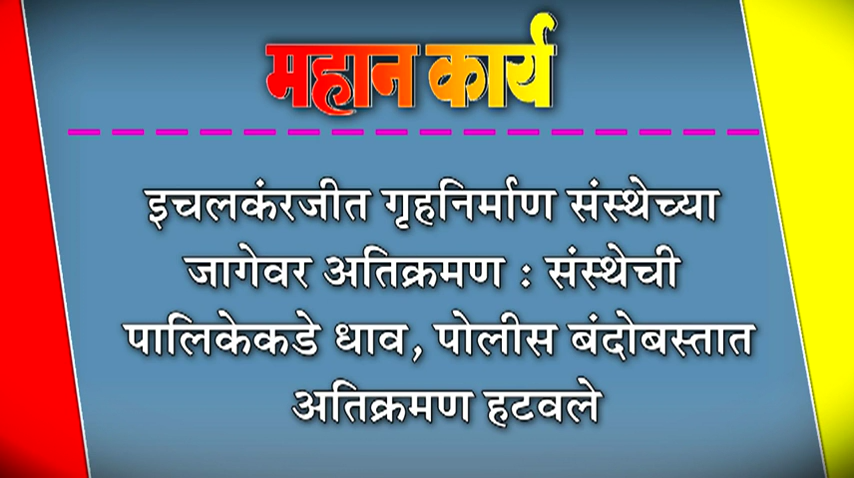 महान कार्य
इचलकंरजीत गृहनिर्माण संस्थेच्या
जागेवर अतिक्रमण : संस्थेची
पालिकेकडे धाव, पोलीस बंदोबस्तात
अतिक्रमण हटवले